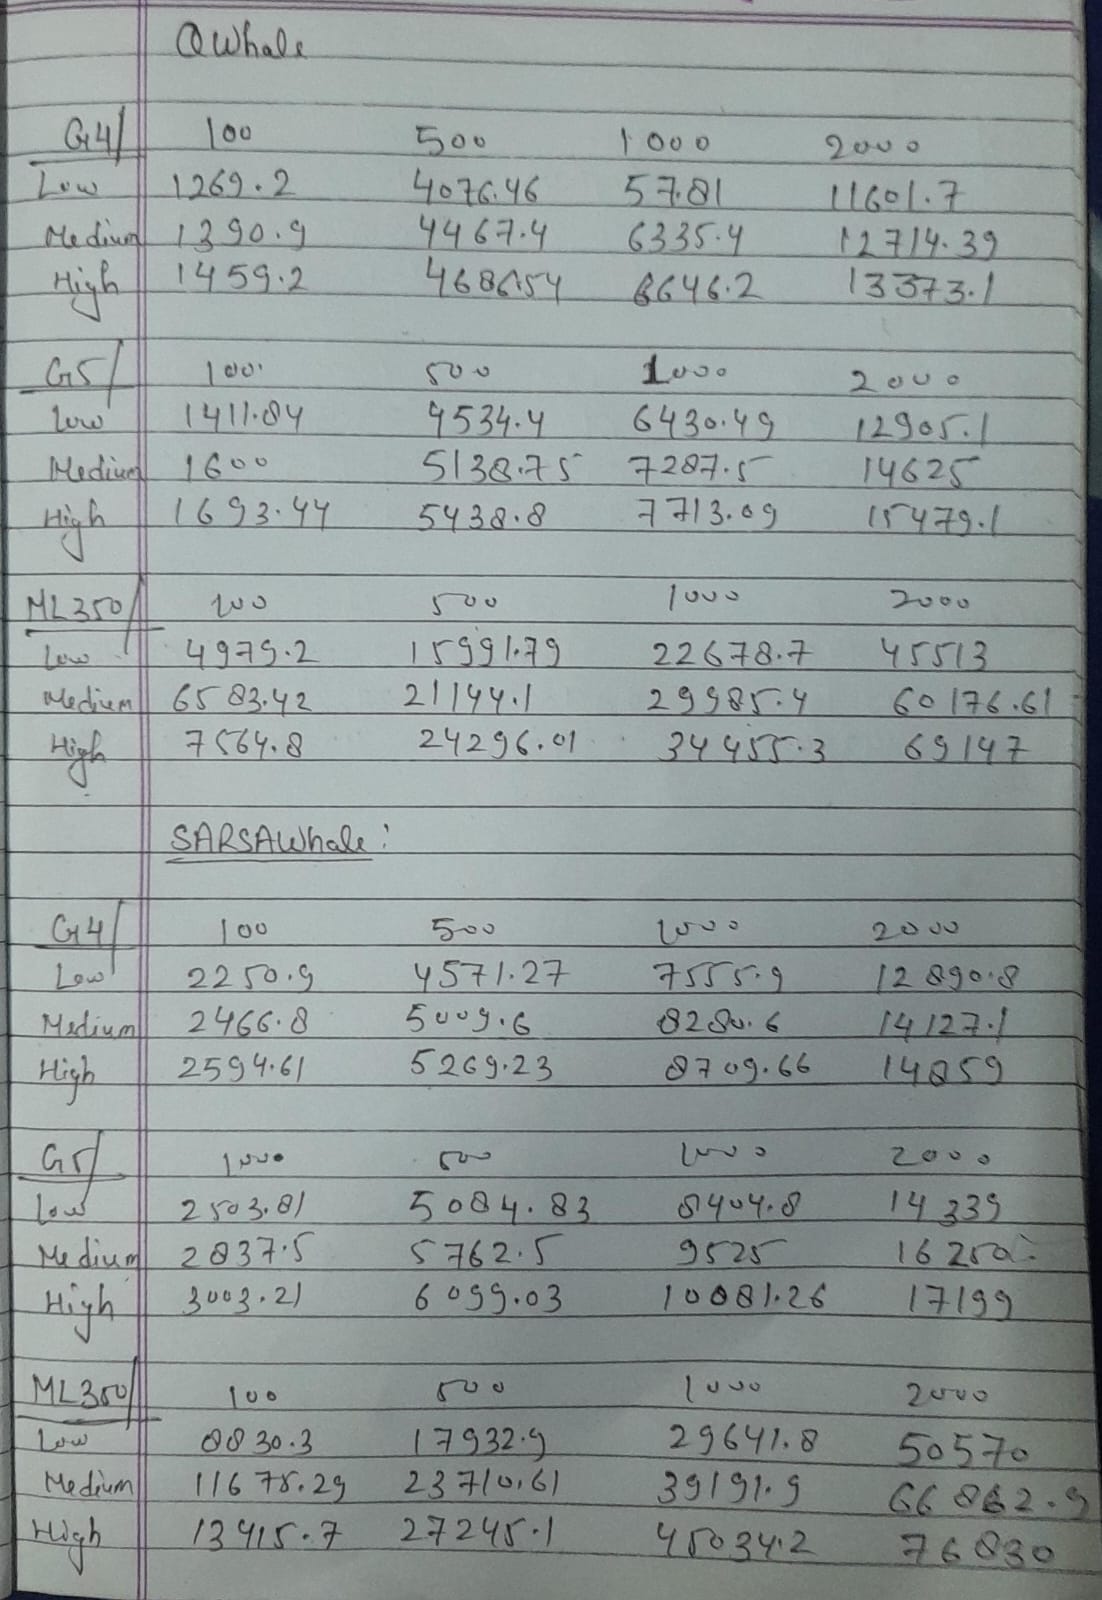 QWhale
G4/ 100 500 1000 2000
Low 1269.2 4076.46 57.81 11601.7
Medium 1390.9 4467.4 6335.4 12714.39
High 1459.2 4686.54 6646.2 13373.1
G5/ 100 500 1000 2000
Low 1411.84 4534.4 6430.49 12905.1
Medium 1600 5138.75 7287.5 14625
High 1693.44 5438.8 7713.09 15479.1
ML350/ 100 500 1000 2000
Low 4979.2 15991.79 22678.7 45513
Medium 6583.42 21144.1 29985.4 60176.61
High 7564.8 24296.01 34455.3 69147
SARSAWhale:
G4/ 100 500 1000 2000
Low 2250.9 4571.27 7555.9 12890.8
Medium 2466.8 5009.6 8280.6 14127.1
High 2594.61 5269.23 8709.66 14859
G5/ 1000 500 1000 2000
Low 2503.81 5084.83 8404.8 14339
Medium 2837.5 5762.5 9525 16250
High 3003.21 6099.03 10081.26 17199
ML350/ 100 500 1000 2000
Low 8830.3 17932.9 29641.8 50570
Medium 11675.29 23710.61 39191.9 66862.9
High 13415.7 27245.1 45034.2 76830